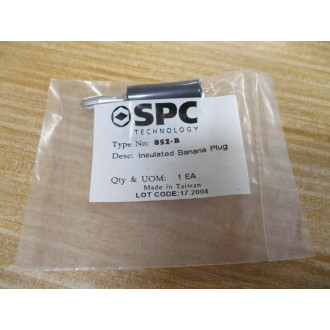 SPC
TECHNOLOGY
Type No: 852-B
Desc: Insulated Banana Plug
Qty & UOM: 1 EA
Made in Taiwan
LOT CODE:17.2004